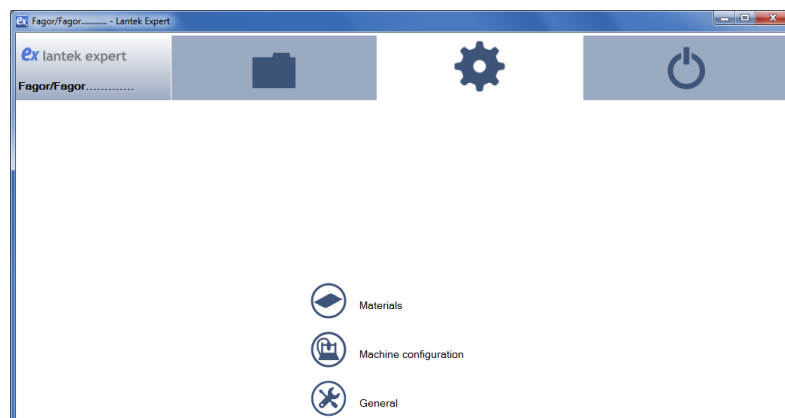 Fagor/Fagor............. - Lantek Expert
ex lantek expert
Fagor/Fagor.............
Materials
Machine configuration
General